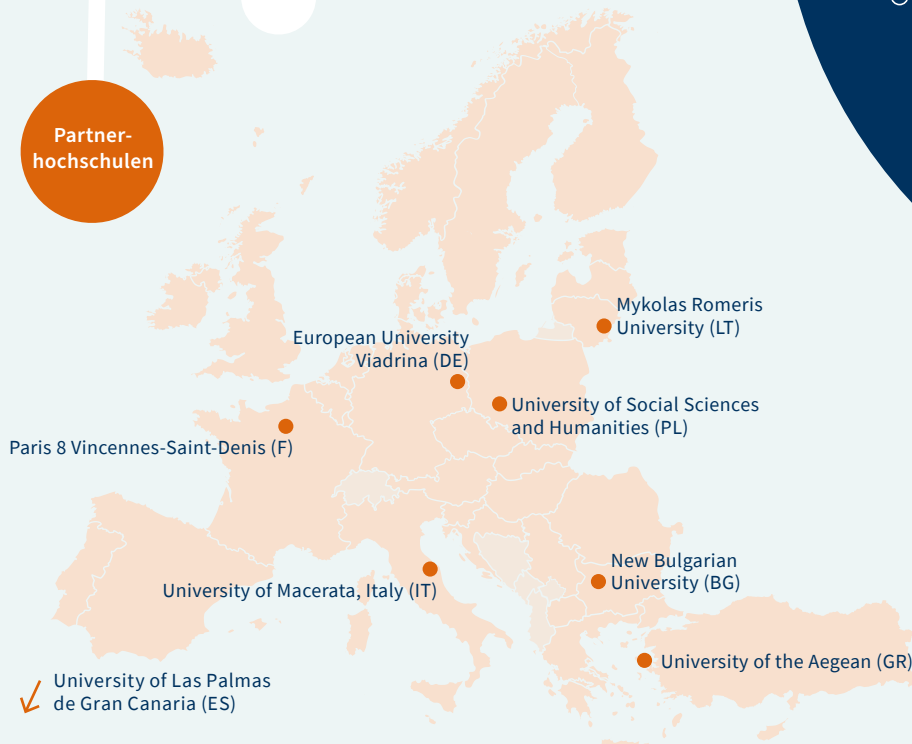 Partner-
hochschulen
Mykolas Romeris
University (LT)
European University
Viadrina (DE)
University of Social Sciences
and Humanities (PL)
Paris 8 Vincennes-Saint-Denis (F)
New Bulgarian
University (BG)
University of Macerata, Italy (IT)
University of the Aegean (GR)
University of Las Palmas
de Gran Canaria (ES)